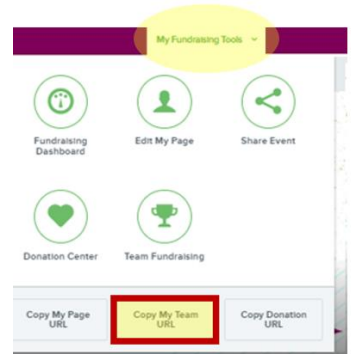 My Fundraising Tools
Fundraising
Dashboard
Edit My Page
Share Event
Donation Center
Team Fundraising
Copy My Page
URL
Copy My Team
URL
Copy Donation
URL